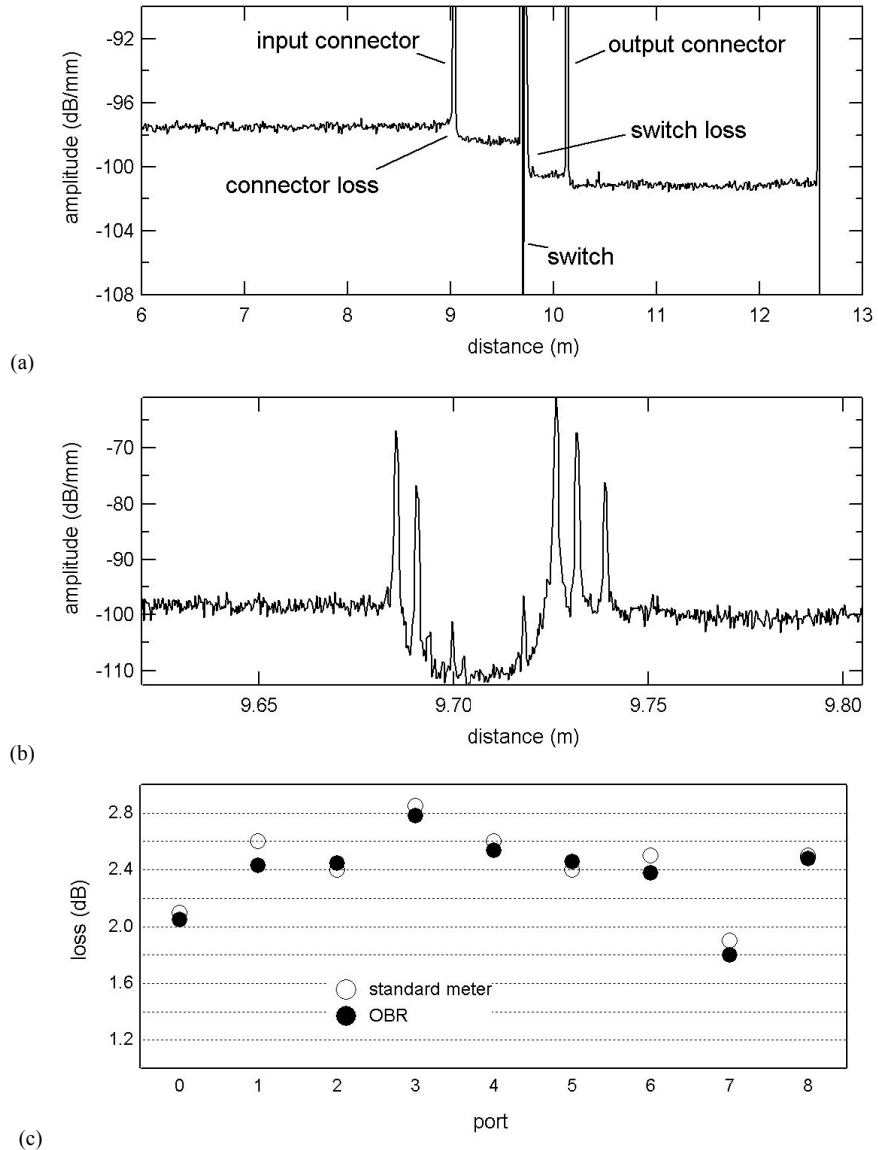 -92
-96
-100
-104
-108
amplitude (dB/mm)
input connector
output connector
switch loss
connector loss
switch
6 7 8 9 10 11 12 13
distance (m)
(a)
-70
-80
-90
-100
-110
amplitude (dB/mm)
9.65 9.70 9.75 9.80
distance (m)
(b)
2.8
2.4
2.0
1.6
1.2
loss (dB)
standard meter
OBR
0 1 2 3 4 5 6 7 8
port
(c)